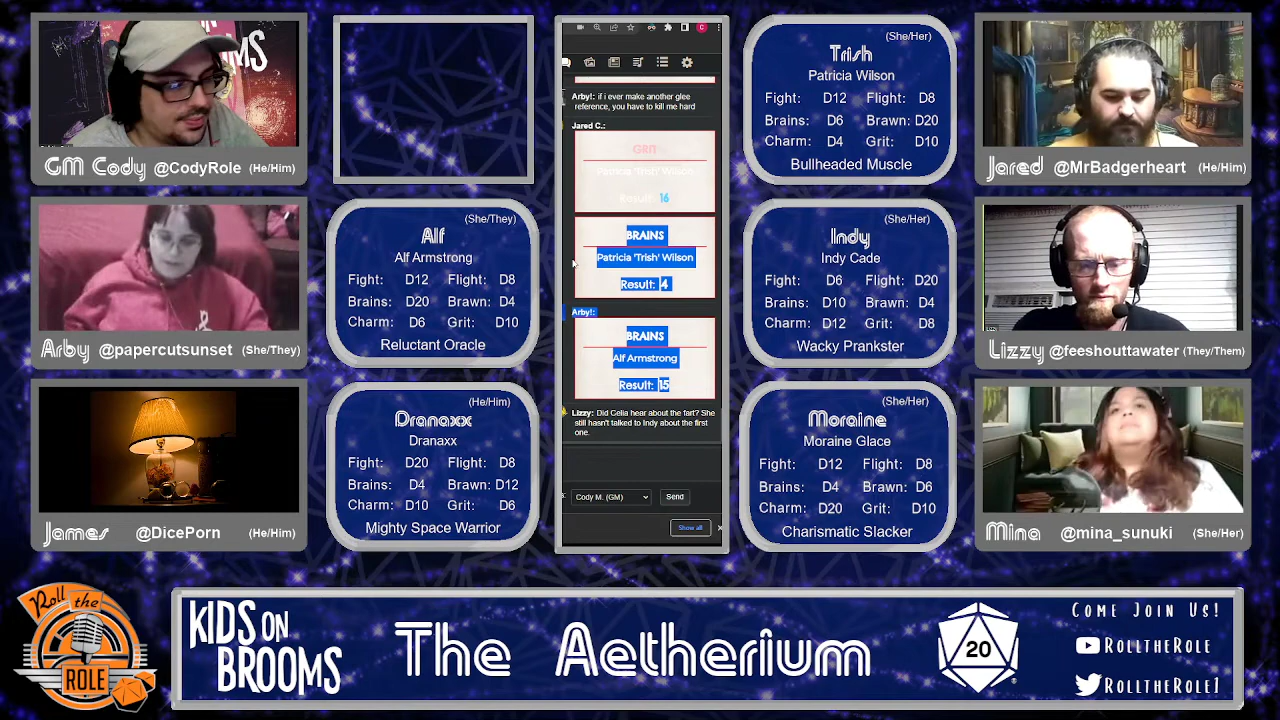 GM Cody @CodyRole (He/Him)
Arby @papercutsunset (She/They)
James @DicePorn (He/Him)
(She/They)
Alf
Alf Armstrong
Fight: D12 Flight: D8
Brains: D20 Brawn: D4
Charm: D6 Grit: D10
Reluctant Oracle
(He/Him)
Dranaxx
Dranaxx
Fight: D20 Flight: D8
Brains: D4 Brawn: D12
Charm: D10 Grit: D6
Mighty Space Warrior
Arby!: if i ever make another glee
reference, you have to kill me hard
Jared C.:
GRIT
Patricia 'Trish' Wilson
Result: 16
BRAINS
Patricia 'Trish' Wilson
Result: 4
Arby!:
BRAINS
Alf Armstrong
Result: 15
Lizzy: Did Celia hear about the fart? She
still hasn't talked to Indy about the first
one.
Cody M. (GM) Send
Show all
(She/Her)
Trish
Patricia Wilson
Fight: D12 Flight: D8
Brains: D6 Brawn: D20
Charm: D4 Grit: D10
Bullheaded Muscle
(She/Her)
Indy
Indy Cade
Fight: D6 Flight: D20
Brains: D10 Brawn: D4
Charm: D12 Grit: D8
Wacky Prankster
(She/Her)
Moraine
Moraine Glace
Fight: D12 Flight: D8
Brains: D4 Brawn: D6
Charm: D20 Grit: D10
Charismatic Slacker
Jared @MrBadgerheart (He/Him)
Lizzy @feeshouttawater (They/Them)
Mina @mina_sunuki (She/Her)
Roll the
ROLE
KIDS ON
BROOMS
The Aetherium
20
COME JOIN US!
ROLLTHEROLE
ROLLTHEROLE1